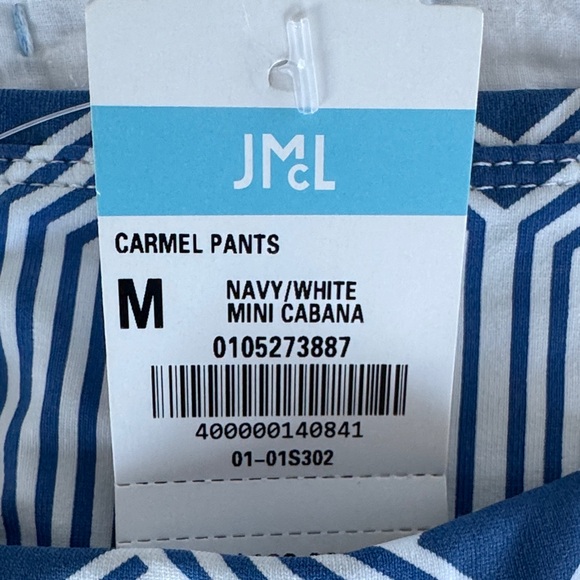 JMcL
CARMEL PANTS
M
NAVY/WHITE
MINI CABANA
0105273887
400000140841
01-01S302